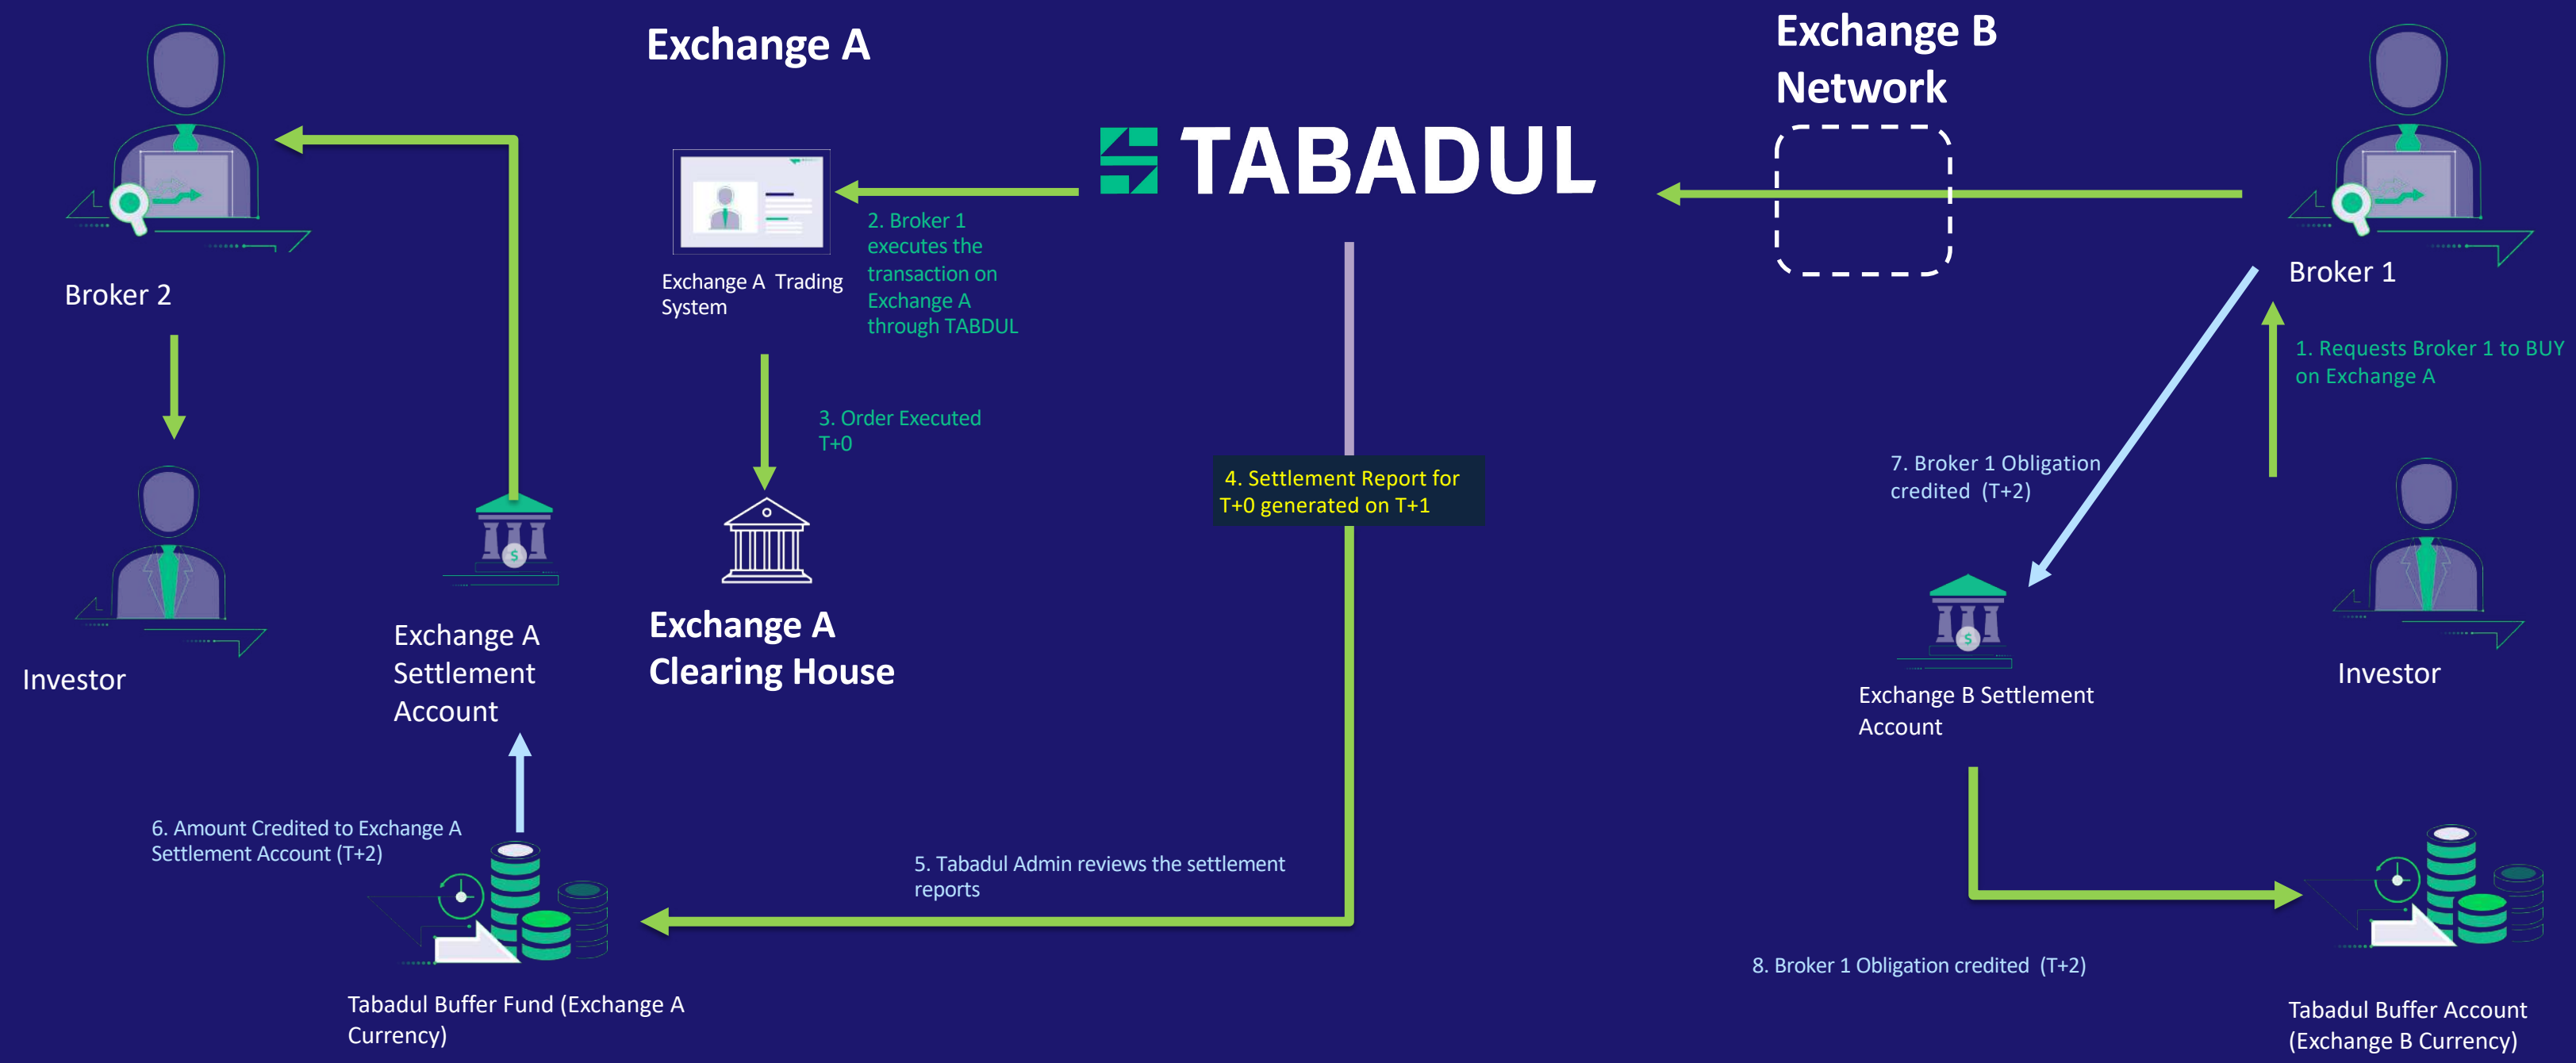 Exchange A
Exchange B
Network
TABADUL
2. Broker 1
executes the
transaction on
Exchange A
through TABDUL
Exchange A  Trading
System
Broker 2
Broker 1
1. Requests Broker 1 to BUY
on Exchange A
3. Order Executed
T+0
4. Settlement Report for
T+0 generated on T+1
7. Broker 1 Obligation
credited  (T+2)
$
Exchange A
Settlement
Account
Exchange A
Clearing House
$
Exchange B Settlement
Account
Investor
Investor
6. Amount Credited to Exchange A
Settlement Account (T+2)
5. Tabadul Admin reviews the settlement
reports
8. Broker 1 Obligation credited  (T+2)
Tabadul Buffer Fund (Exchange A
Currency)
Tabadul Buffer Account
(Exchange B Currency)